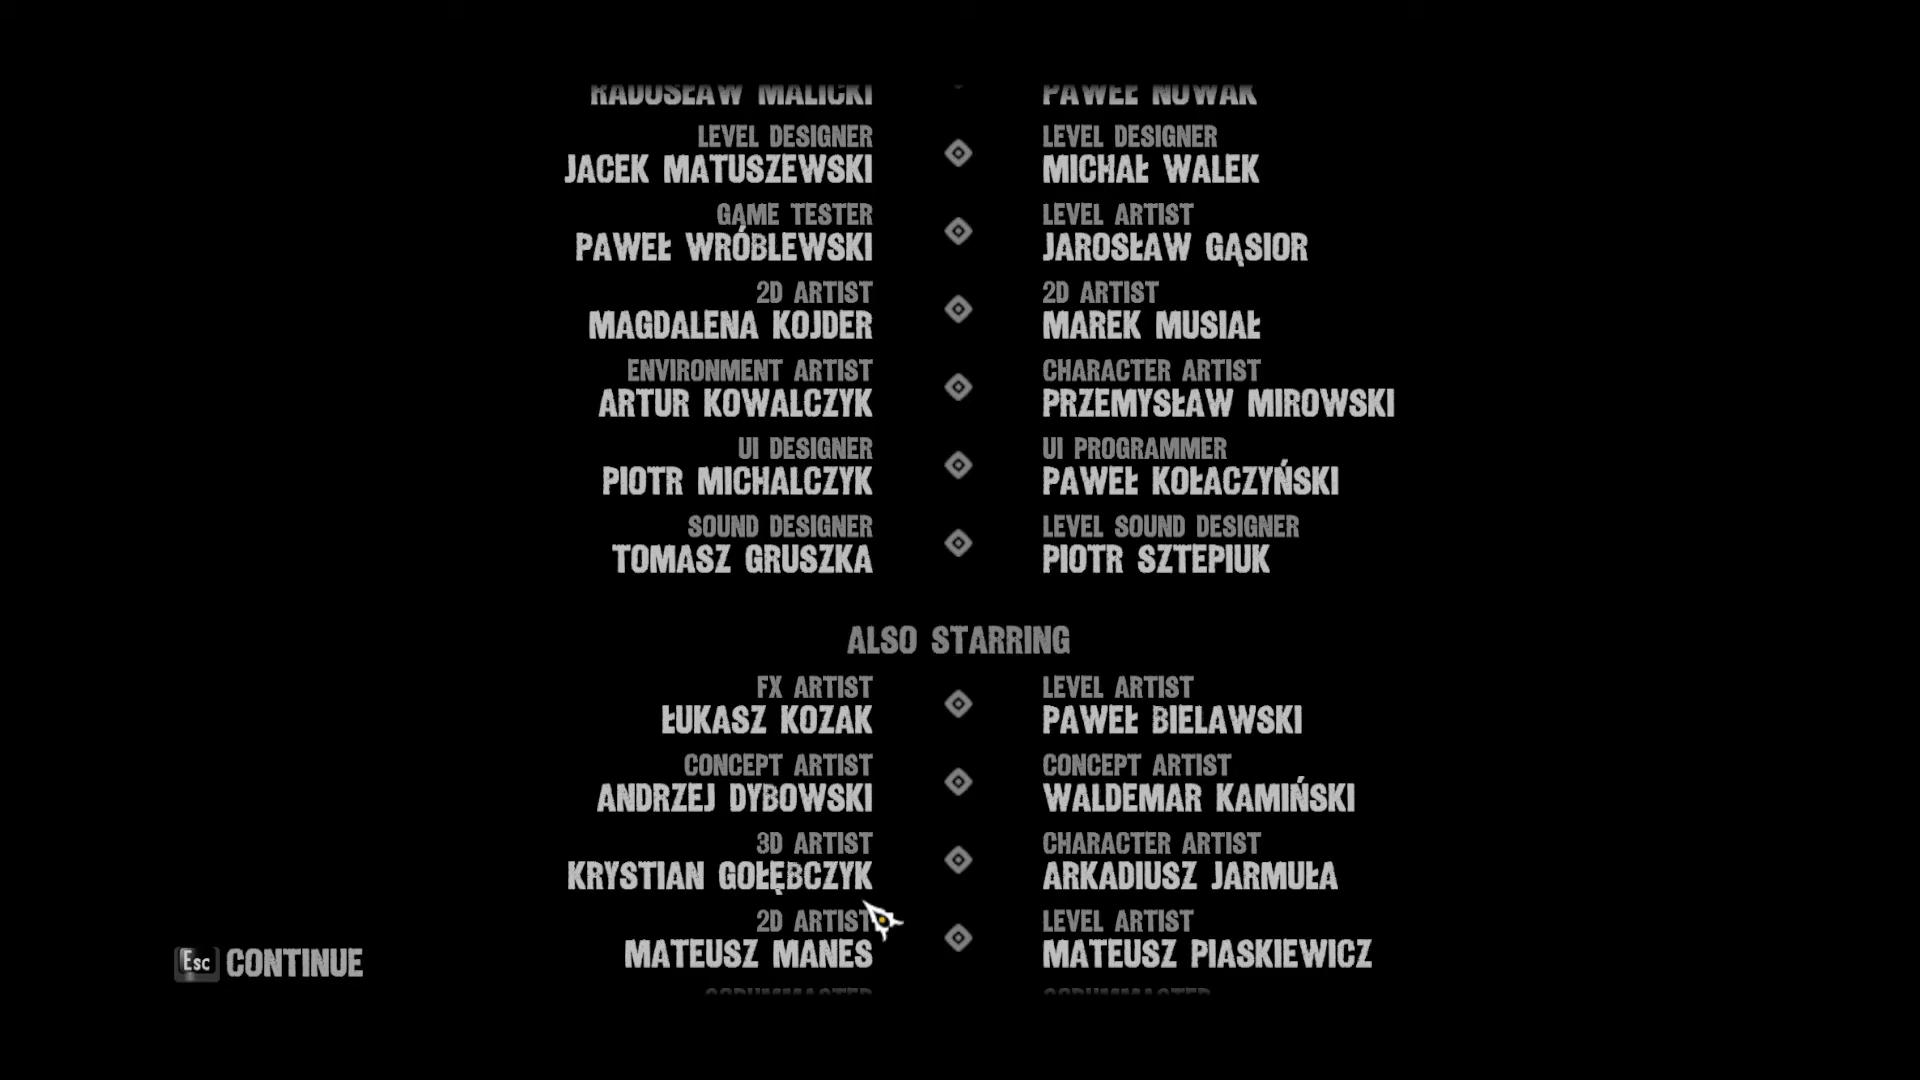 RADOSŁAW MALICKI
PAWEŁ NOWAK
LEVEL DESIGNER
LEVEL DESIGNER
JACEK MATUSZEWSKI
MICHAŁ WALEK
GAME TESTER
LEVEL ARTIST
PAWEŁ WRÓBLEWSKI
JAROSŁAW GĄSIOR
2D ARTIST
2D ARTIST
MAGDALENA KOJDER
MAREK MUSIAŁ
ENVIRONMENT ARTIST
CHARACTER ARTIST
ARTUR KOWALCZYK
PRZEMYSŁAW MIROWSKI
UI DESIGNER
UI PROGRAMMER
PIOTR MICHALCZYK
PAWEŁ KOŁACZYŃSKI
SOUND DESIGNER
LEVEL SOUND DESIGNER
TOMASZ GRUSZKA
PIOTR SZTEPIUK
ALSO STARRING
FX ARTIST
LEVEL ARTIST
ŁUKASZ KOZAK
PAWEŁ BIELAWSKI
CONCEPT ARTIST
CONCEPT ARTIST
ANDRZEJ DYBOWSKI
WALDEMAR KAMIŃSKI
3D ARTIST
CHARACTER ARTIST
KRYSTIAN GOŁĘBCZYK
ARKADIUSZ JARMUŁA
2D ARTIST
LEVEL ARTIST
MATEUSZ MANES
MATEUSZ PIASKIEWICZ
Esc CONTINUE